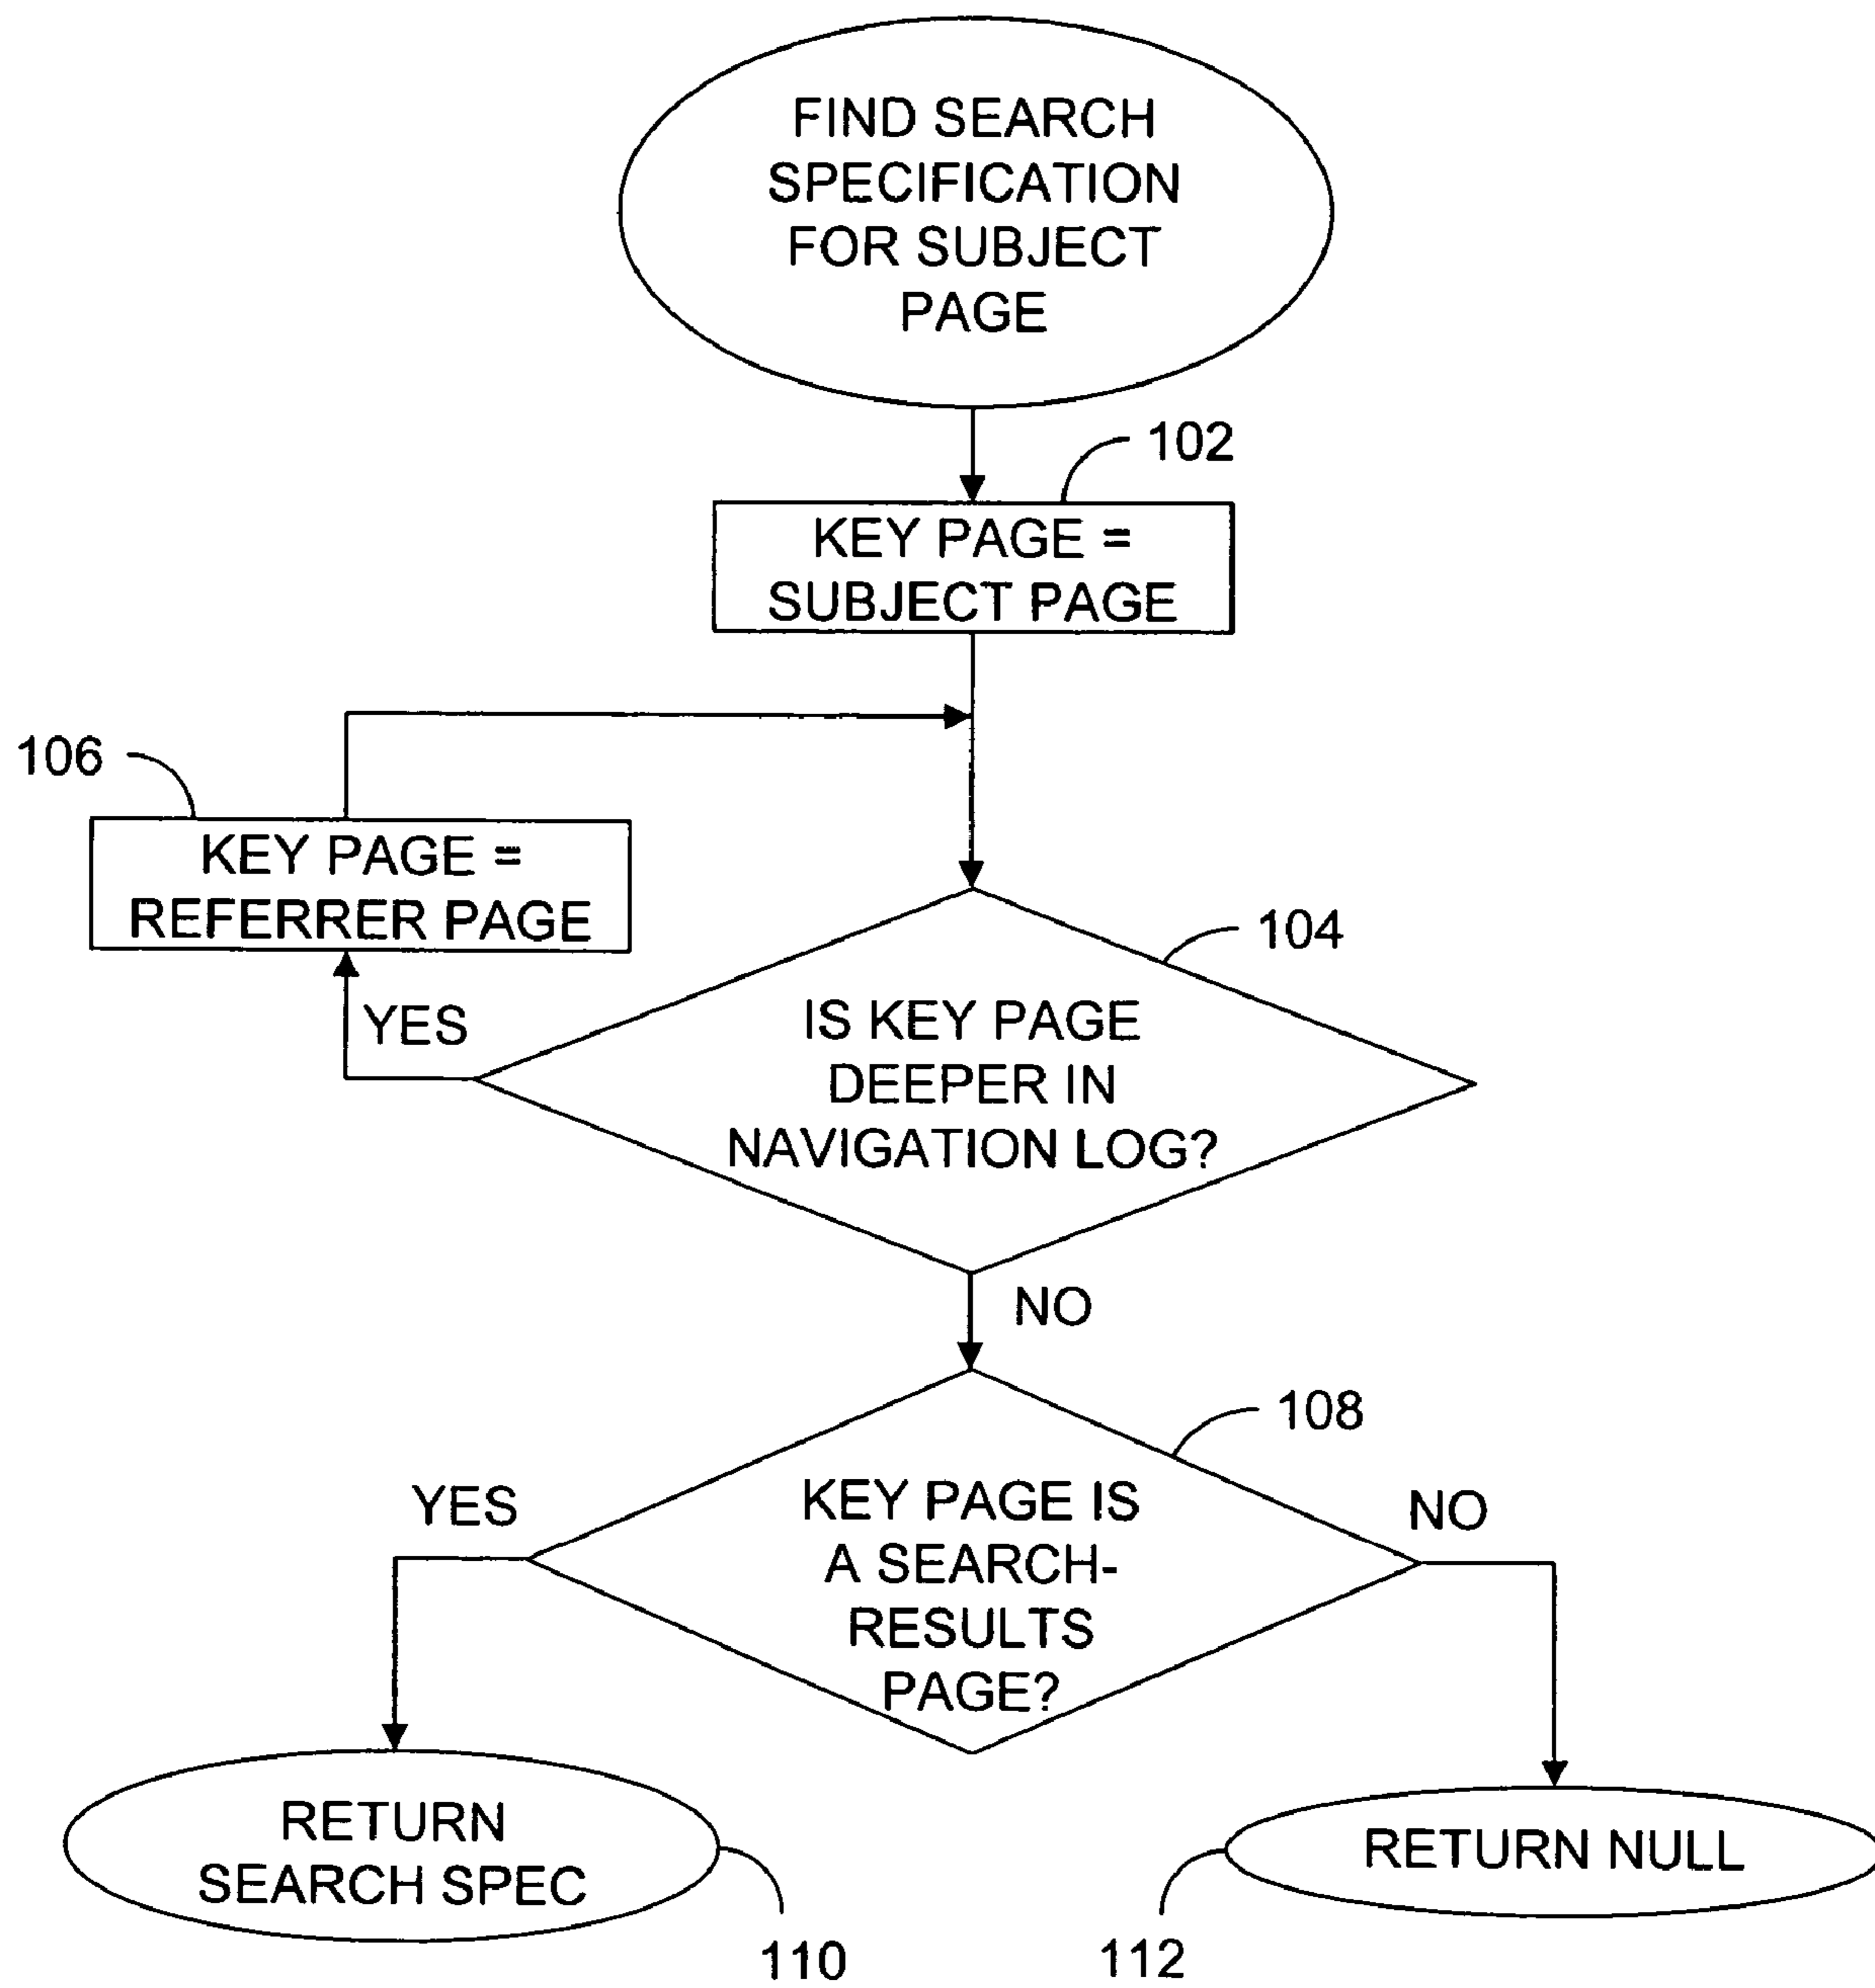 FIND SEARCH
SPECIFICATION
FOR SUBJECT
PAGE
102
KEY PAGE =
SUBJECT PAGE
106
KEY PAGE =
REFERRER PAGE
104
YES
IS KEY PAGE
DEEPER IN
NAVIGATION LOG?
NO
108
YES
KEY PAGE IS
A SEARCH-
RESULTS
PAGE?
NO
RETURN
SEARCH SPEC
RETURN NULL
110
112